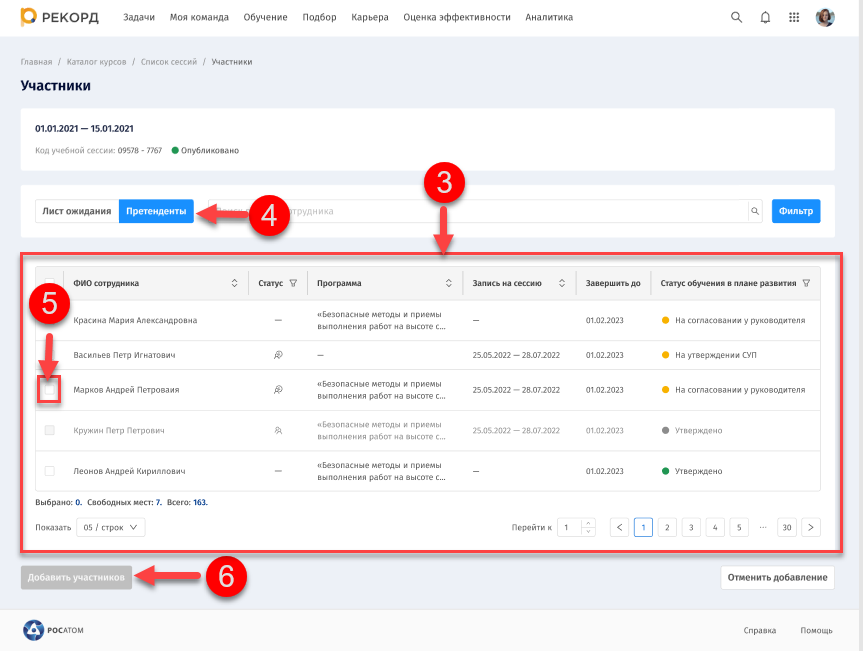 РЕКОРД Задачи Моя команда Обучение Подбор Карьера Оценка эффективности Аналитика
Главная / Каталог курсов / Список сессий / Участники
Участники
01.01.2021 — 15.01.2021
Код учебной сессии: 09578 - 7767 Опубликовано
3
Лист ожидания Претенденты 4 сотрудника Фильтр
ФИО сотрудника Статус Программа Запись на сессию Завершить до Статус обучения в плане развития
5
Красина Мария Александровна — «Безопасные методы и приемы — 01.02.2023 На согласовании у руководителя
выполнения работ на высоте с...
Васильев Петр Игнатович — 25.05.2022 — 28.07.2022 01.02.2023 На утверждении СУП
Марков Андрей Петроваия «Безопасные методы и приемы 25.05.2022 — 28.07.2022 01.02.2023 На согласовании у руководителя
выполнения работ на высоте с...
Кружин Петр Петрович «Безопасные методы и приемы 25.05.2022 — 28.07.2022 01.02.2023 Утверждено
выполнения работ на высоте с...
Леонов Андрей Кириллович — «Безопасные методы и приемы — 01.02.2023 Утверждено
выполнения работ на высоте с...
Выбрано: 0. Свободных мест: 7. Всего: 163.
Показать 05 / строк Перейти к 1 < 1 2 3 4 5 ··· 30 >
Добавить участников 6 Отменить добавление
РОСАТОМ Справка Помощь